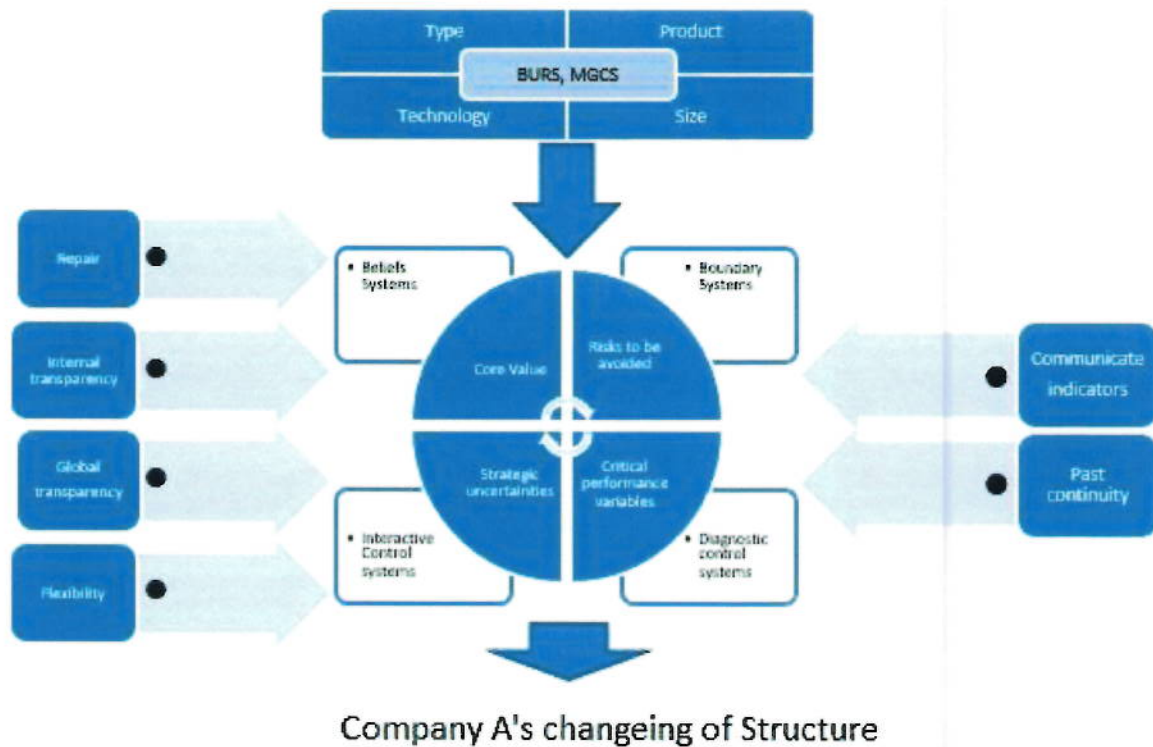 Type
Product
BURS, MGCS
Technology
Size
Repair
• Beliefs
Systems
• Boundary
Systems
Internal
transparency
Core Value
Risks to be
avoided
Communicate
indicators
Global
transparency
Strategic
uncertainties
Critical
performance
variables
Past
continuity
• Interactive
Control
systems
• Diagnostic
control
systems
Flexibility
Company A's changeing of Structure